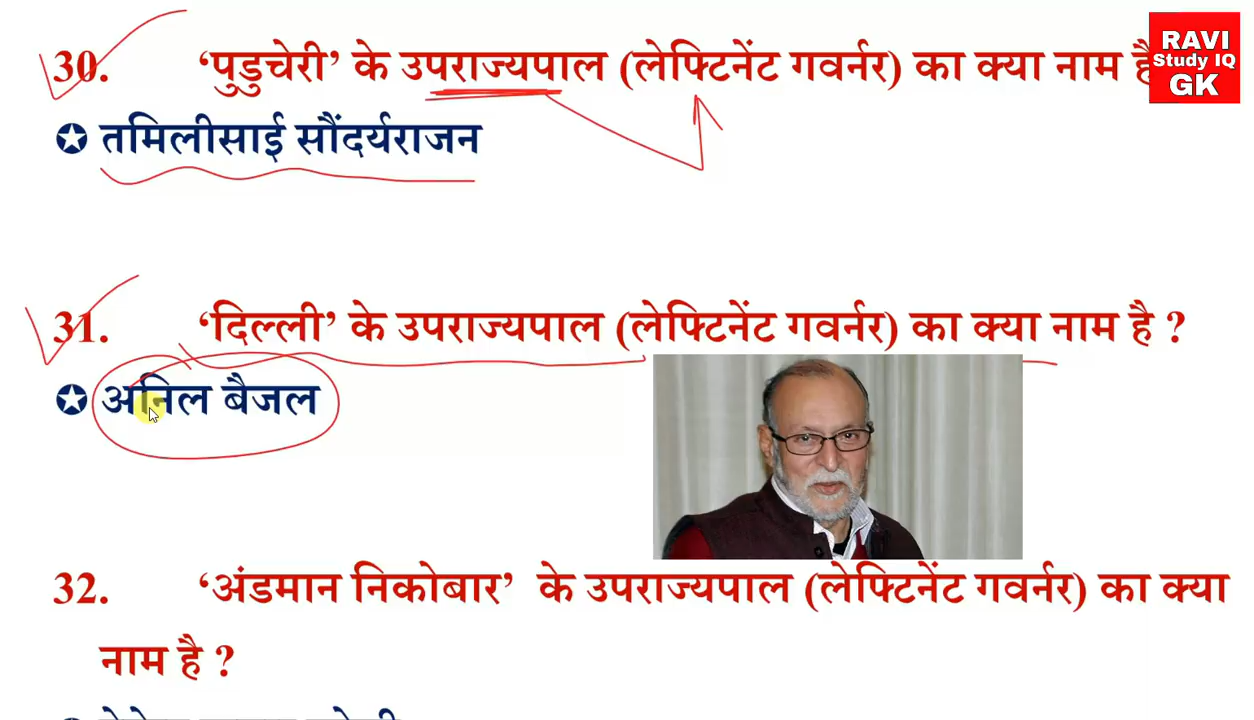 30. ‘पुडुचेरी’ के उपराज्यपाल (लेफ्टिनेंट गवर्नर) का क्या नाम है
RAVI
Study IQ
GK
तमिलीसाई सौंदर्यराजन
31. ‘दिल्ली’ के उपराज्यपाल (लेफ्टिनेंट गवर्नर) का क्या नाम है ?
अनिल बैजल
32. ‘अंडमान निकोबार’ के उपराज्यपाल (लेफ्टिनेंट गवर्नर) का क्या
नाम है ?